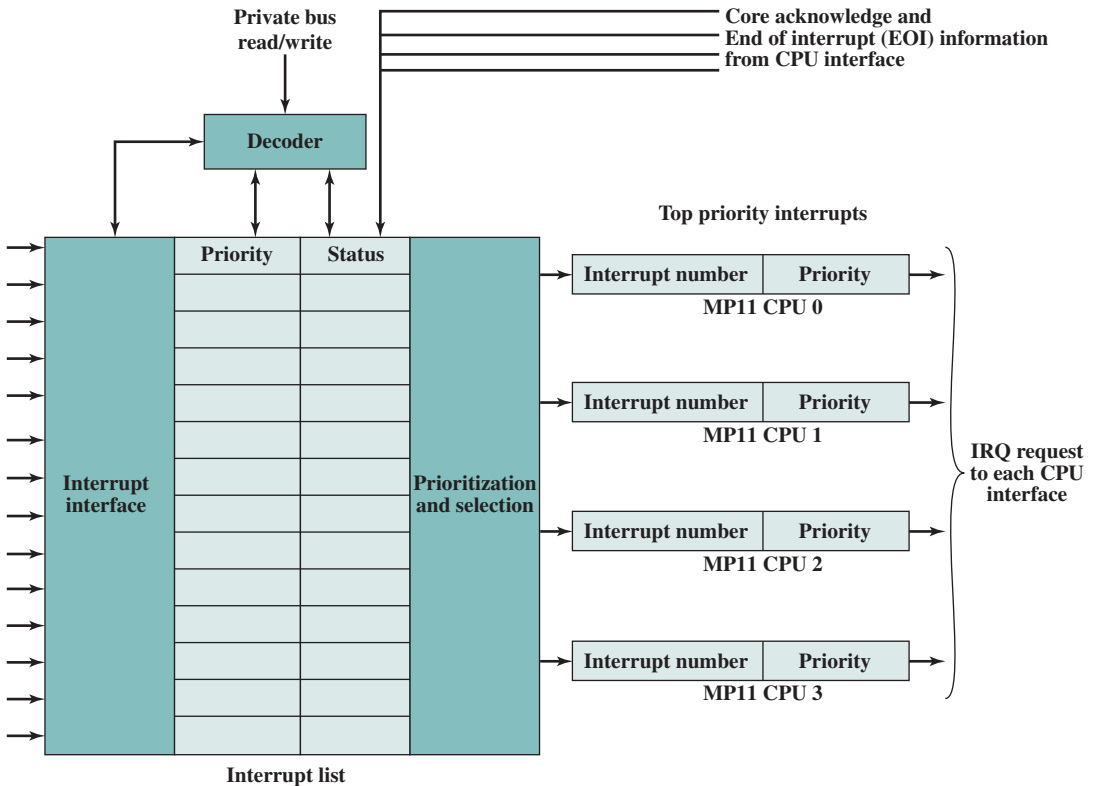 Private bus
read/write
Core acknowledge and
End of interrupt (EOI) information
from CPU interface
Decoder
Top priority interrupts
Priority
Status
Interrupt number
Priority
MP11 CPU 0
Interrupt number
Priority
MP11 CPU 1
Interrupt
interface
Prioritization
and selection
IRQ request
to each CPU
interface
Interrupt number
Priority
MP11 CPU 2
Interrupt number
Priority
MP11 CPU 3
Interrupt list